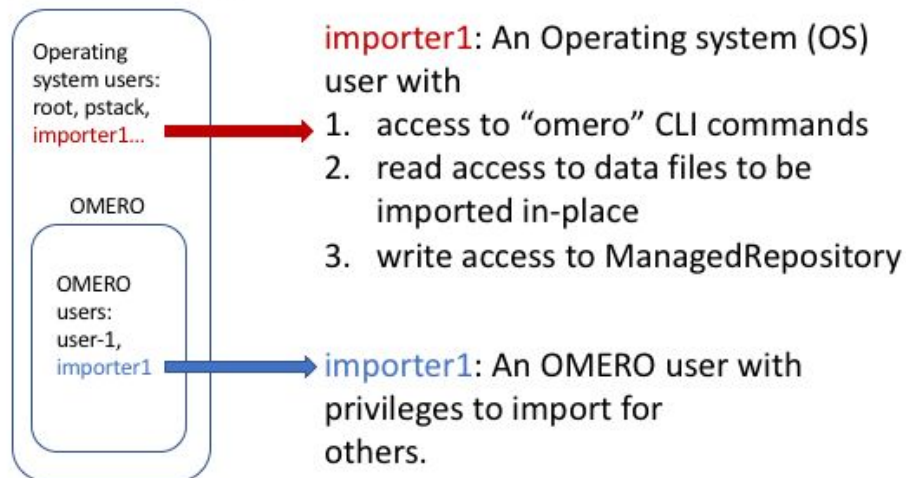 Operating
system users:
root, pstack,
importer1...
OMERO
OMERO
users:
user-1,
importer1
importer1: An Operating system (OS)
user with
1. access to “omero” CLI commands
2. read access to data files to be
imported in-place
3. write access to ManagedRepository
importer1: An OMERO user with
privileges to import for
others.